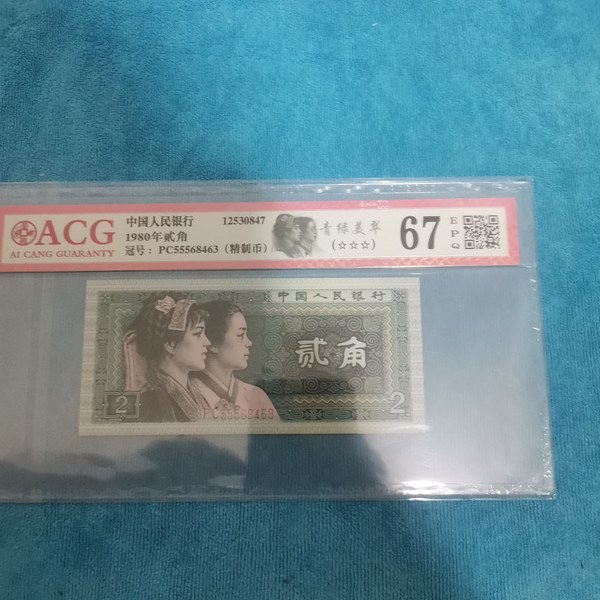 ACG
AI CANG GUARANTY
中国人民银行 12530847
1980年贰角
冠号：PC55568463（精制币）
青绿美翠
(☆☆☆)
67
E
P
Q
中国人民银行
贰角
2
PC55568463
2